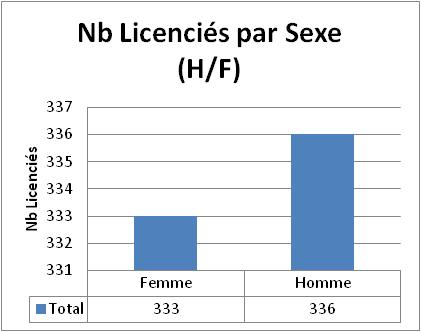 Nb Licenciés par Sexe
(H/F)
337
336
335
334
333
332
331
Nb Licenciés
Femme Homme
Total 333 336